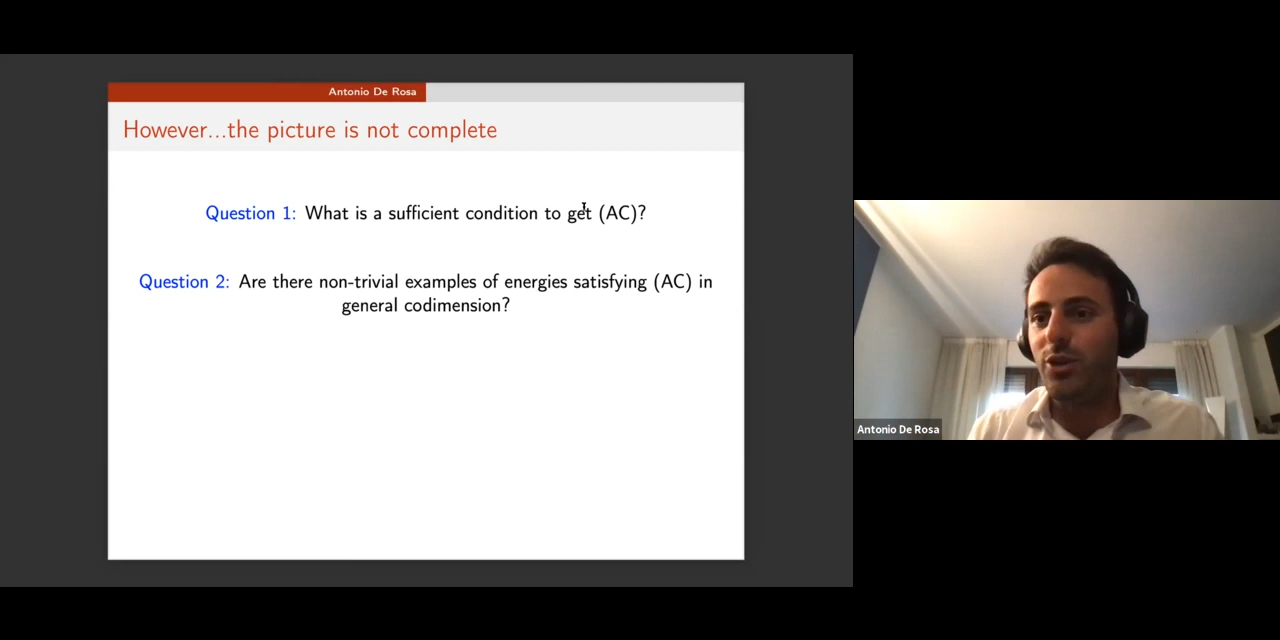 Antonio De Rosa
However...the picture is not complete
Question 1: What is a sufficient condition to get (AC)?
Question 2: Are there non-trivial examples of energies satisfying (AC) in
general codimension?
Antonio De Rosa